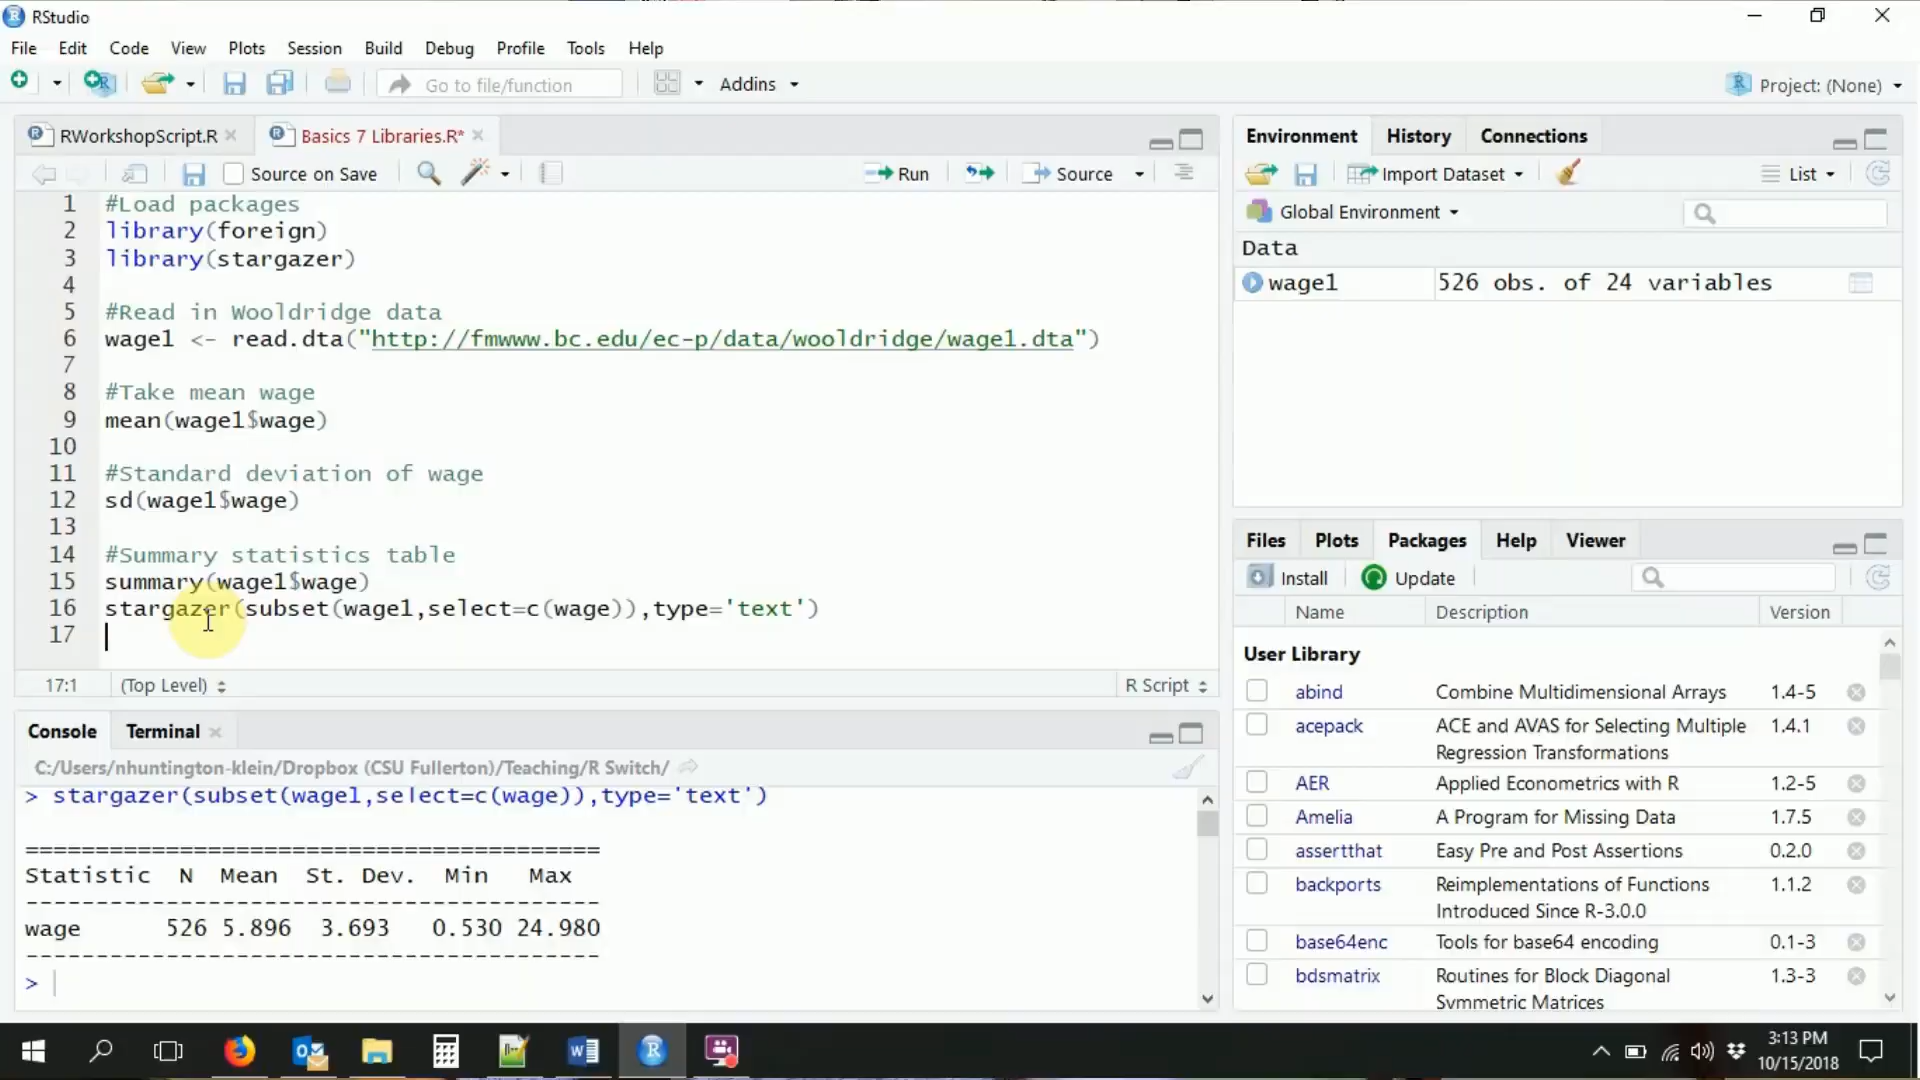 RStudio
File Edit Code View Plots Session Build Debug Profile Tools Help
Go to file/function Addins Project: (None)
RWorkshopScript.R Basics 7 Libraries.R*
Source on Save Run Source
1 #Load packages
2 library(foreign)
3 library(stargazer)
4
5 #Read in Wooldridge data
6 wage1 <- read.dta("http://fmwww.bc.edu/ec-p/data/wooldridge/wage1.dta")
7
8 #Take mean wage
9 mean(wage1$wage)
10
11 #Standard deviation of wage
12 sd(wage1$wage)
13
14 #Summary statistics table
15 summary(wage1$wage)
16 stargazer(subset(wage1,select=c(wage)),type='text')
17
17:1 (Top Level) R Script
Console Terminal
C:/Users/nhuntington-klein/Dropbox (CSU Fullerton)/Teaching/R Switch/
> stargazer(subset(wage1,select=c(wage)),type='text')
=========================================
Statistic N Mean St. Dev. Min Max
-----------------------------------------
wage 526 5.896 3.693 0.530 24.980
-----------------------------------------
>
Environment History Connections
Import Dataset List
Global Environment
Data
wage1 526 obs. of 24 variables
Files Plots Packages Help Viewer
Install Update
Name Description Version
User Library
abind Combine Multidimensional Arrays 1.4-5
acepack ACE and AVAS for Selecting Multiple 1.4.1
Regression Transformations
AER Applied Econometrics with R 1.2-5
Amelia A Program for Missing Data 1.7.5
assertthat Easy Pre and Post Assertions 0.2.0
backports Reimplementations of Functions 1.1.2
Introduced Since R-3.0.0
base64enc Tools for base64 encoding 0.1-3
bdsmatrix Routines for Block Diagonal 1.3-3
Symmetric Matrices
3:13 PM
10/15/2018